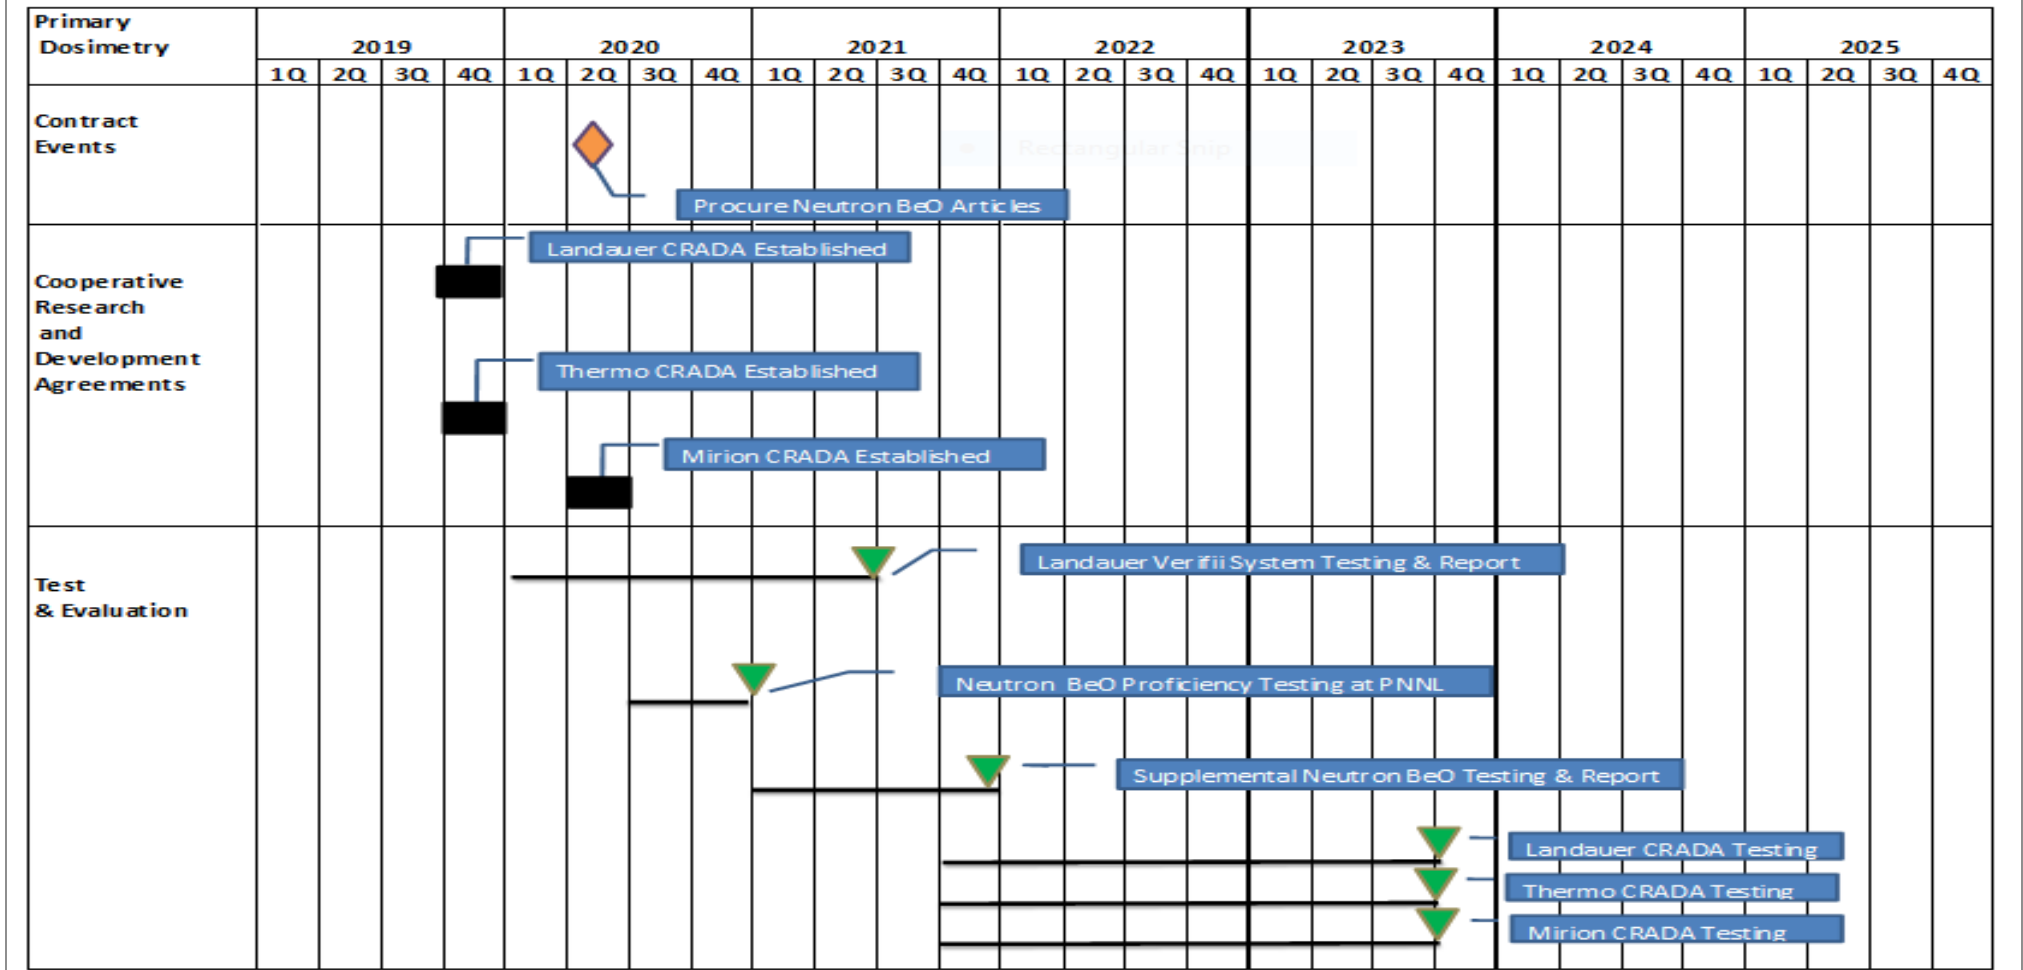 Primary
Dosimetry
2019 2020 2021 2022 2023 2024 2025
1Q 2Q 3Q 4Q 1Q 2Q 3Q 4Q 1Q 2Q 3Q 4Q 1Q 2Q 3Q 4Q 1Q 2Q 3Q 4Q 1Q 2Q 3Q 4Q 1Q 2Q 3Q 4Q
Contract
Events
Rectangular Snip
Procure Neutron BeO Articles
Cooperative
Research
and
Development
Agreements
Landauer CRADA Established
Thermo CRADA Established
Mirion CRADA Established
Test
& Evaluation
Landauer Verifii System Testing & Report
Neutron BeO Proficiency Testing at PNNL
Supplemental Neutron BeO Testing & Report
Landauer CRADA Testing
Thermo CRADA Testing
Mirion CRADA Testing